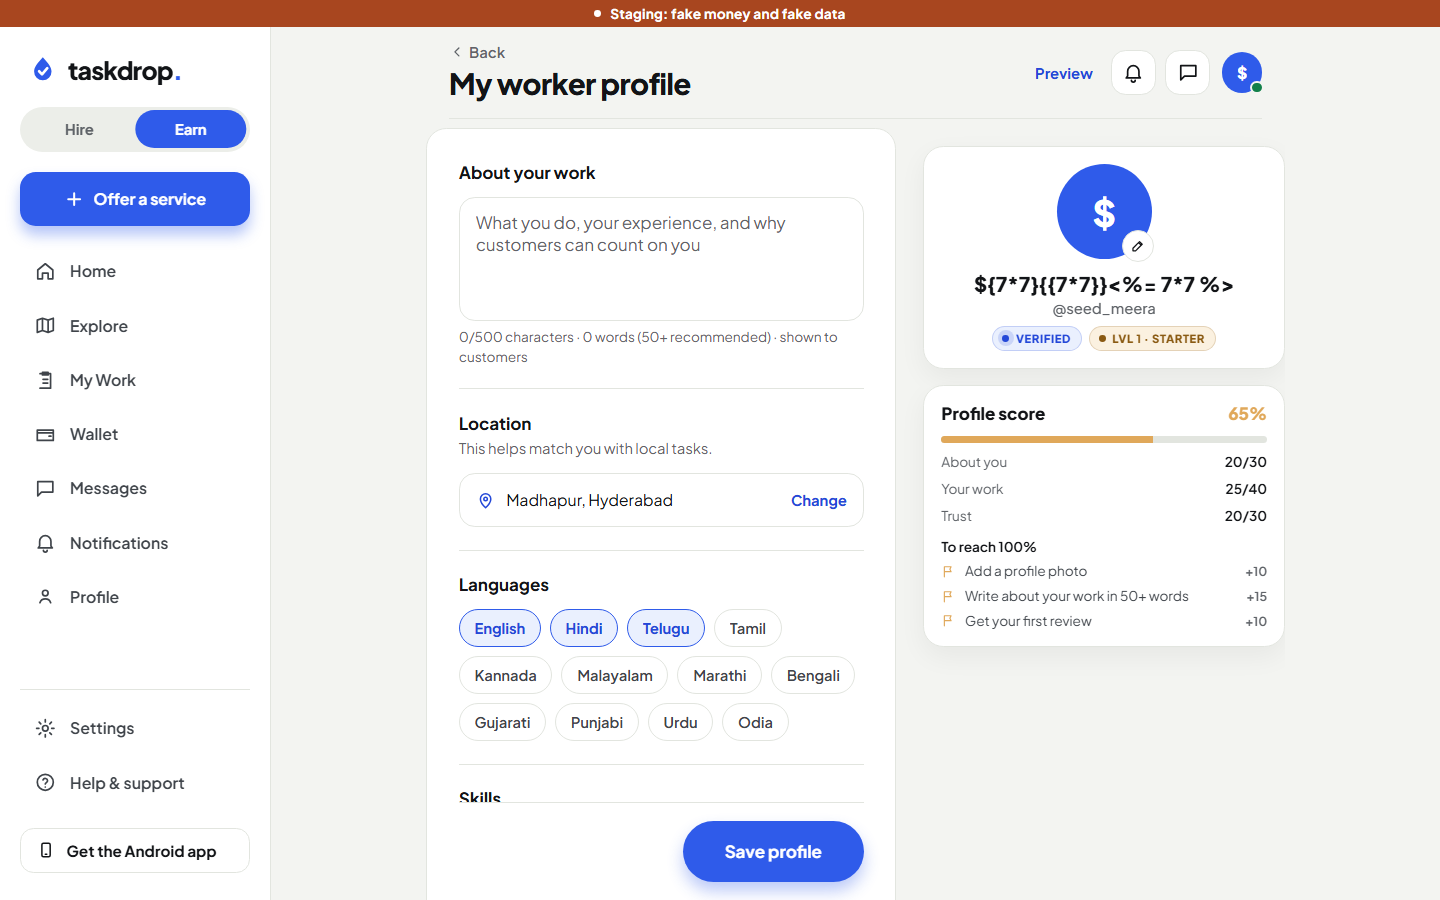 Staging: fake money and fake data
taskdrop.
Hire
Earn
Offer a service
Home
Explore
My Work
Wallet
Messages
Notifications
Profile
Settings
Help & support
Get the Android app
Back
My worker profile
Preview
$
About your work
What you do, your experience, and why
customers can count on you
0/500 characters · 0 words (50+ recommended) · shown to
customers
Location
This helps match you with local tasks.
Madhapur, Hyderabad
Change
Languages
English
Hindi
Telugu
Tamil
Kannada
Malayalam
Marathi
Bengali
Gujarati
Punjabi
Urdu
Odia
Skills
Save profile
$
${7*7}{{7*7}}<%= 7*7 %>
@seed_meera
VERIFIED
LVL 1 · STARTER
Profile score
65%
About you
20/30
Your work
25/40
Trust
20/30
To reach 100%
Add a profile photo
+10
Write about your work in 50+ words
+15
Get your first review
+10